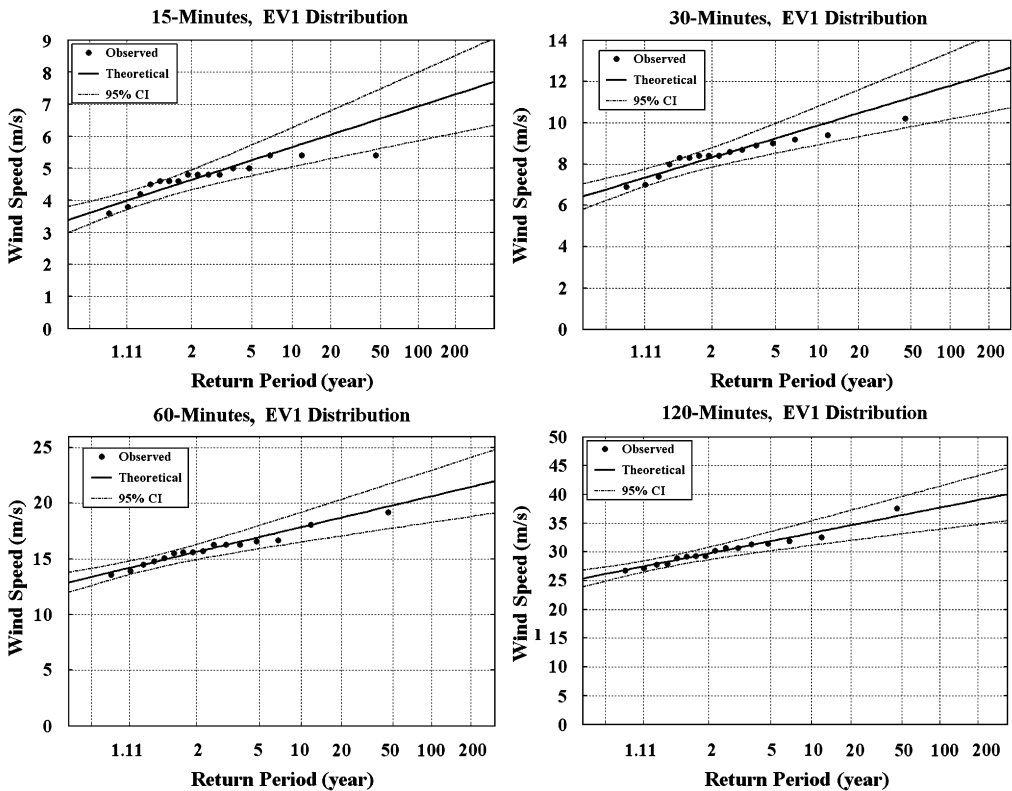 15-Minutes, EV1 Distribution
9
8
7
6
5
4
3
2
1
0
Wind Speed (m/s)
Observed
Theoretical
95% CI
1.11 2 5 10 20 50 100 200
Return Period (year)
30-Minutes, EV1 Distribution
14
12
10
8
6
4
2
0
Wind Speed (m/s)
Observed
Theoretical
95% CI
1.11 2 5 10 20 50 100 200
Return Period (year)
60-Minutes, EV1 Distribution
25
20
15
10
5
0
Wind Speed (m/s)
Observed
Theoretical
95% CI
1.11 2 5 10 20 50 100 200
Return Period (year)
120-Minutes, EV1 Distribution
50
45
40
35
30
25
20
15
10
5
0
Wind Speed (m/s)
1
Observed
Theoretical
95% CI
1.11 2 5 10 20 50 100 200
Return Period (year)